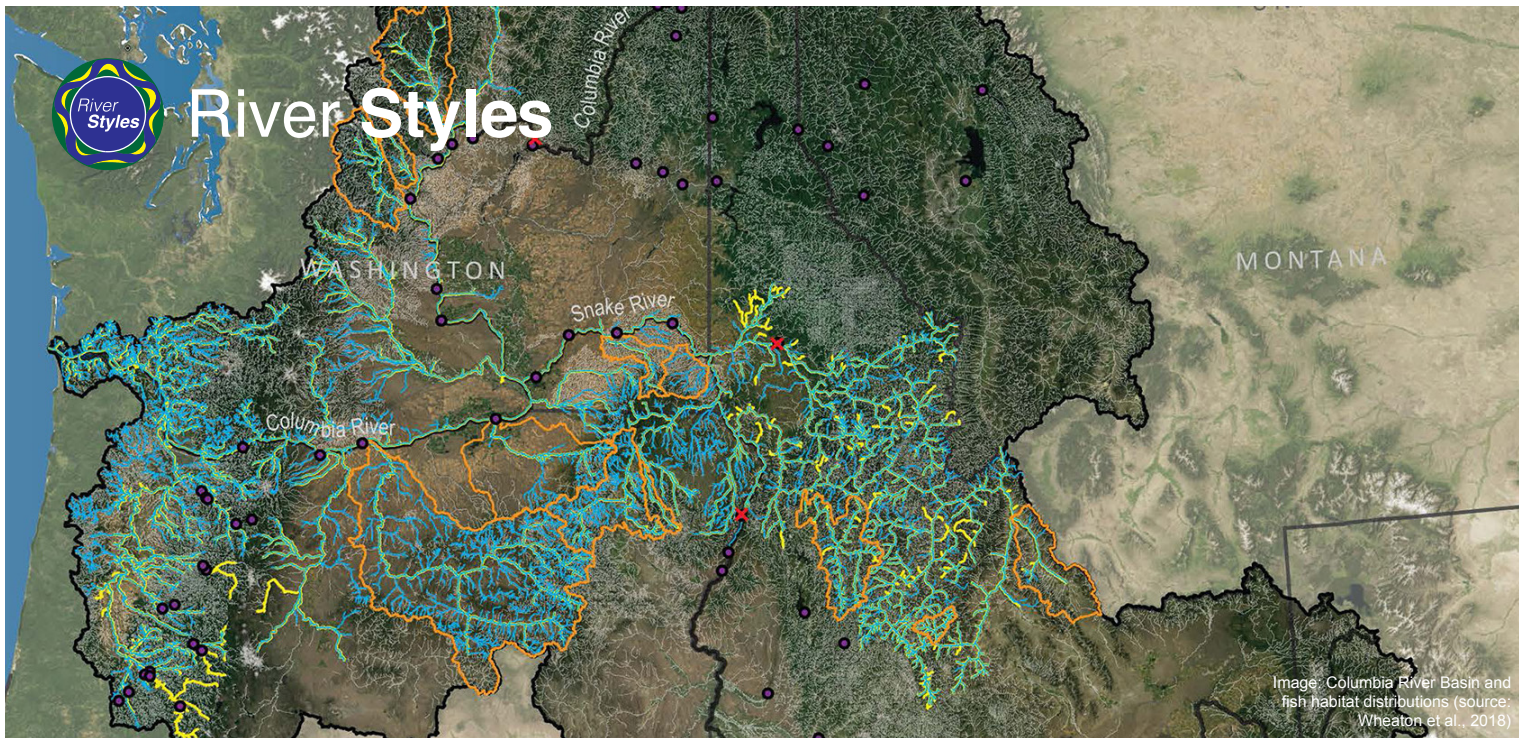 River
Styles
River Styles
Columbia River
WASHINGTON
MONTANA
Snake River
Columbia River
Image: Columbia River Basin and
fish habitat distributions (source:
Wheaton et al., 2018)